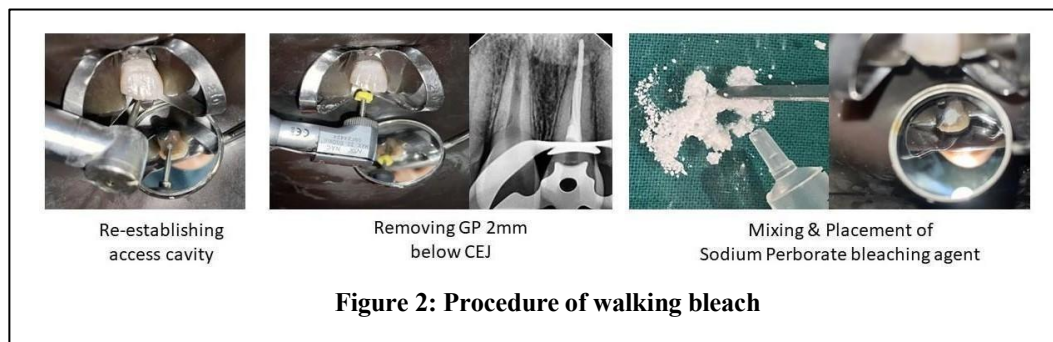 Re-establishing
access cavity
Removing GP 2mm
below CEJ
Mixing & Placement of
Sodium Perborate bleaching agent
Figure 2: Procedure of walking bleach